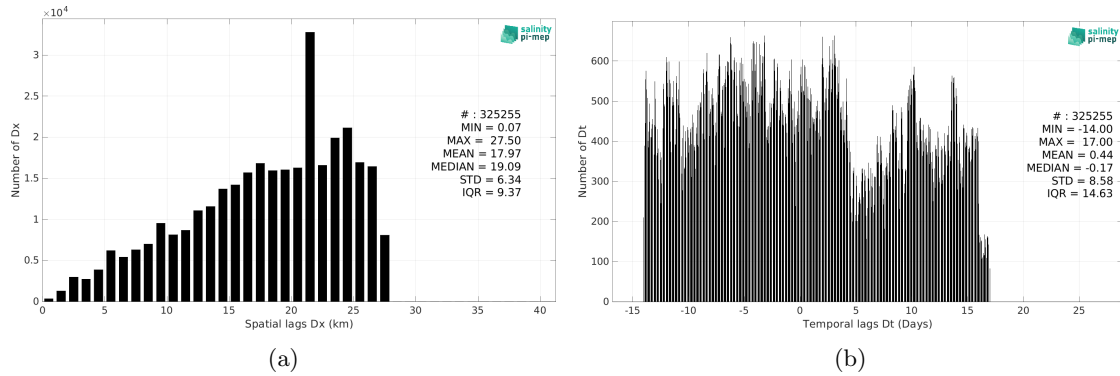 ×10⁴
3
2.5
2
1.5
1
0.5
0
Number of Dx
0 5 10 15 20 25 30 35 40
Spatial lags Dx (km)
salinity
pi-mep
# : 325255
MIN = 0.07
MAX = 27.50
MEAN = 17.97
MEDIAN = 19.09
STD = 6.34
IQR = 9.37
(a)
600
500
400
300
200
100
0
Number of Dt
-15 -10 -5 0 5 10 15 20 25
Temporal lags Dt (Days)
salinity
pi-mep
# : 325255
MIN = -14.00
MAX = 17.00
MEAN = 0.44
MEDIAN = -0.17
STD = 8.58
IQR = 14.63
(b)